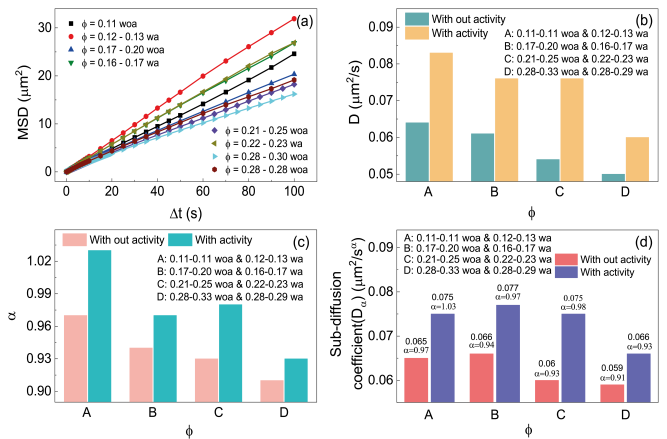 (a)
ϕ = 0.11 woa
ϕ = 0.12 - 0.13 wa
ϕ = 0.17 - 0.20 woa
ϕ = 0.16 - 0.17 wa
ϕ = 0.21 - 0.25 woa
ϕ = 0.22 - 0.23 wa
ϕ = 0.28 - 0.30 woa
ϕ = 0.28 - 0.28 woa
MSD (μm²)
30
25
20
15
10
5
0
0 20 40 60 80 100
Δt (s)
(b)
With out activity
With activity
A: 0.11-0.11 woa & 0.12-0.13 wa
B: 0.17-0.20 woa & 0.16-0.17 wa
C: 0.21-0.25 woa & 0.22-0.23 wa
D: 0.28-0.33 woa & 0.28-0.29 wa
D (μm²/s)
0.09
0.08
0.07
0.06
0.05
A B C D
ϕ
(c)
With out activity With activity
A: 0.11-0.11 woa & 0.12-0.13 wa
B: 0.17-0.20 woa & 0.16-0.17 wa
C: 0.21-0.25 woa & 0.22-0.23 wa
D: 0.28-0.33 woa & 0.28-0.29 wa
α
1.02
0.99
0.96
0.93
0.90
A B C D
ϕ
(d)
A: 0.11-0.11 woa & 0.12-0.13 wa
B: 0.17-0.20 woa & 0.16-0.17 wa
C: 0.21-0.25 woa & 0.22-0.23 wa
D: 0.28-0.33 woa & 0.28-0.29 wa
With out activity
With activity
Sub-diffusion
coefficient(Dα) (μm²/sᵅ)
0.09
0.08
0.07
0.06
0.065
α=0.97
0.075
α=1.03
0.066
α=0.94
0.077
α=0.97
0.06
α=0.93
0.075
α=0.98
0.059
α=0.91
0.066
α=0.93
A B C D
ϕ